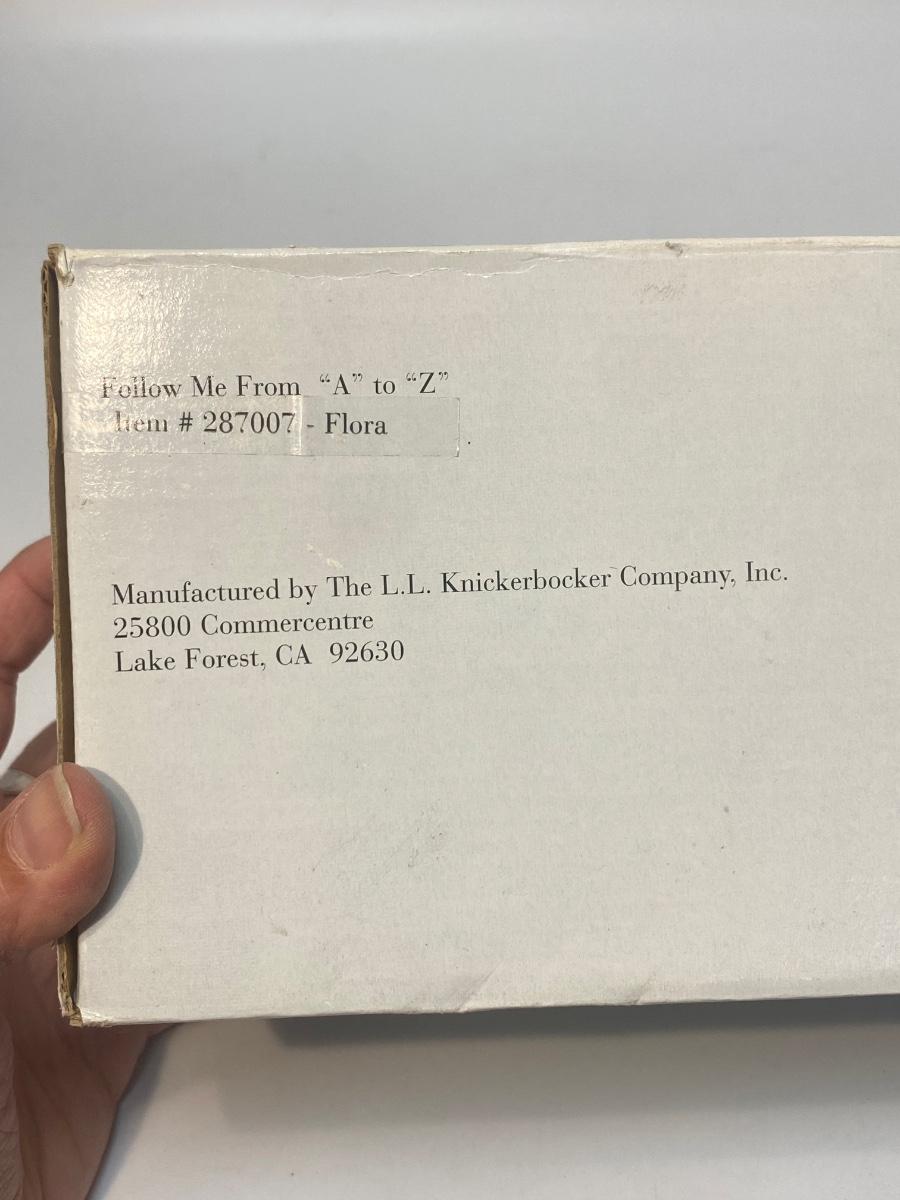 Follow Me From “A” to “Z”
Item # 287007 - Flora
Manufactured by The L.L. Knickerbocker Company, Inc.
25800 Commercentre
Lake Forest, CA 92630